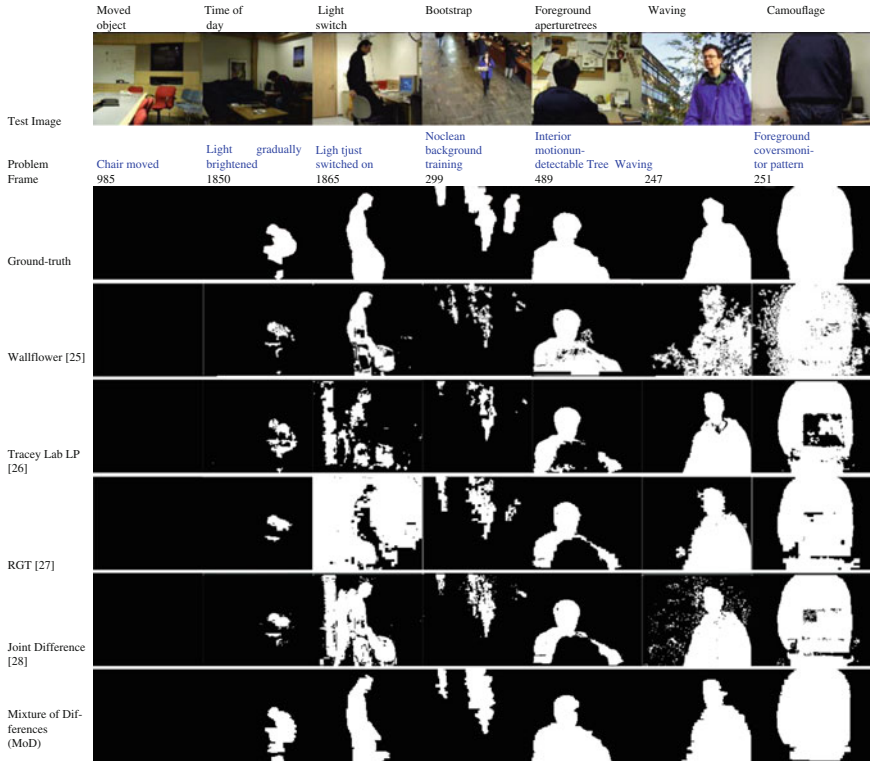 Moved object
Time of day
Light switch
Bootstrap
Foreground aperturetrees
Waving
Camouflage
Test Image
Problem
Chair moved
Light gradually brightened
Ligh tjust switched on
Noclean background training
Interior motionun-detectable Tree Waving
Foreground coversmoni-tor pattern
Frame
985
1850
1865
299
489
247
251
Ground-truth
Wallflower [25]
Tracey Lab LP
[26]
RGT [27]
Joint Difference
[28]
Mixture of Dif-
ferences
(MoD)